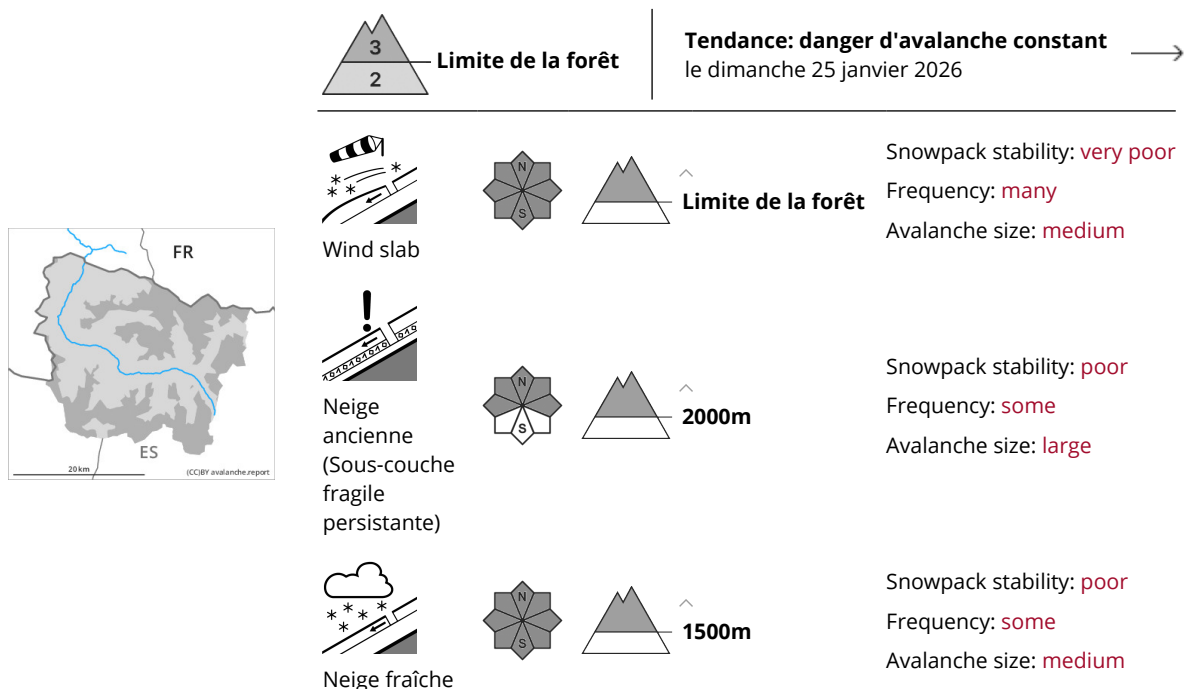 3
2
Limite de la forêt
Tendance: danger d'avalanche constant
le dimanche 25 janvier 2026
FR
ES
20 km
(CC)BY avalanche.report
N
S
Wind slab
Limite de la forêt
Snowpack stability: very poor
Frequency: many
Avalanche size: medium
N
S
Neige
ancienne
(Sous-couche
fragile
persistante)
2000m
Snowpack stability: poor
Frequency: some
Avalanche size: large
N
S
Neige fraîche
1500m
Snowpack stability: poor
Frequency: some
Avalanche size: medium